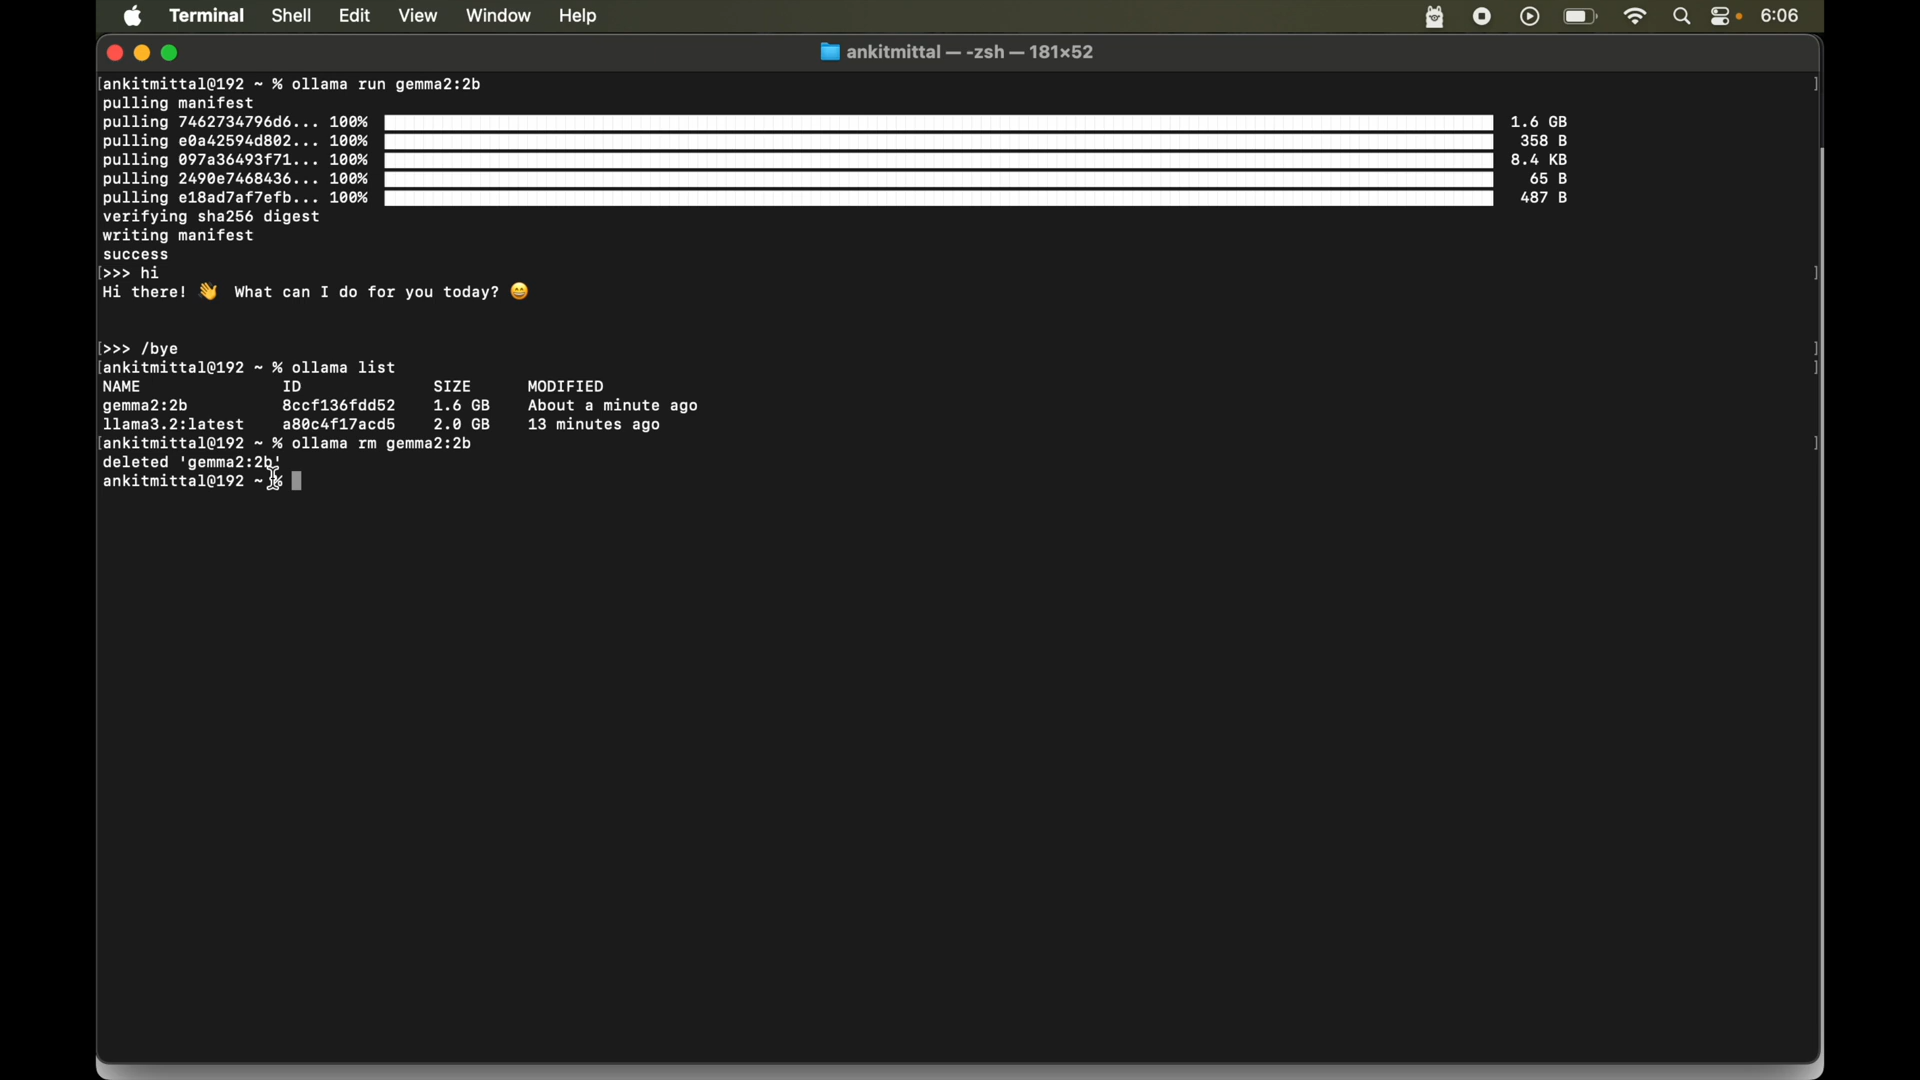 Terminal Shell Edit View Window Help 6:06
ankitmittal — -zsh — 181×52
[ankitmittal@192 ~ % ollama run gemma2:2b ]
pulling manifest
pulling 7462734796d6... 100% 1.6 GB
pulling e0a42594d802... 100% 358 B
pulling 097a36493f71... 100% 8.4 KB
pulling 2490e7468436... 100% 65 B
pulling e18ad7af7efb... 100% 487 B
verifying sha256 digest
writing manifest
success
[>>> hi ]
Hi there! 👋 What can I do for you today? 😄
[>>> /bye ]
[ankitmittal@192 ~ % ollama list ]
NAME ID SIZE MODIFIED
gemma2:2b 8ccf136fdd52 1.6 GB About a minute ago
llama3.2:latest a80c4f17acd5 2.0 GB 13 minutes ago
[ankitmittal@192 ~ % ollama rm gemma2:2b ]
deleted 'gemma2:2b'
ankitmittal@192 ~ %